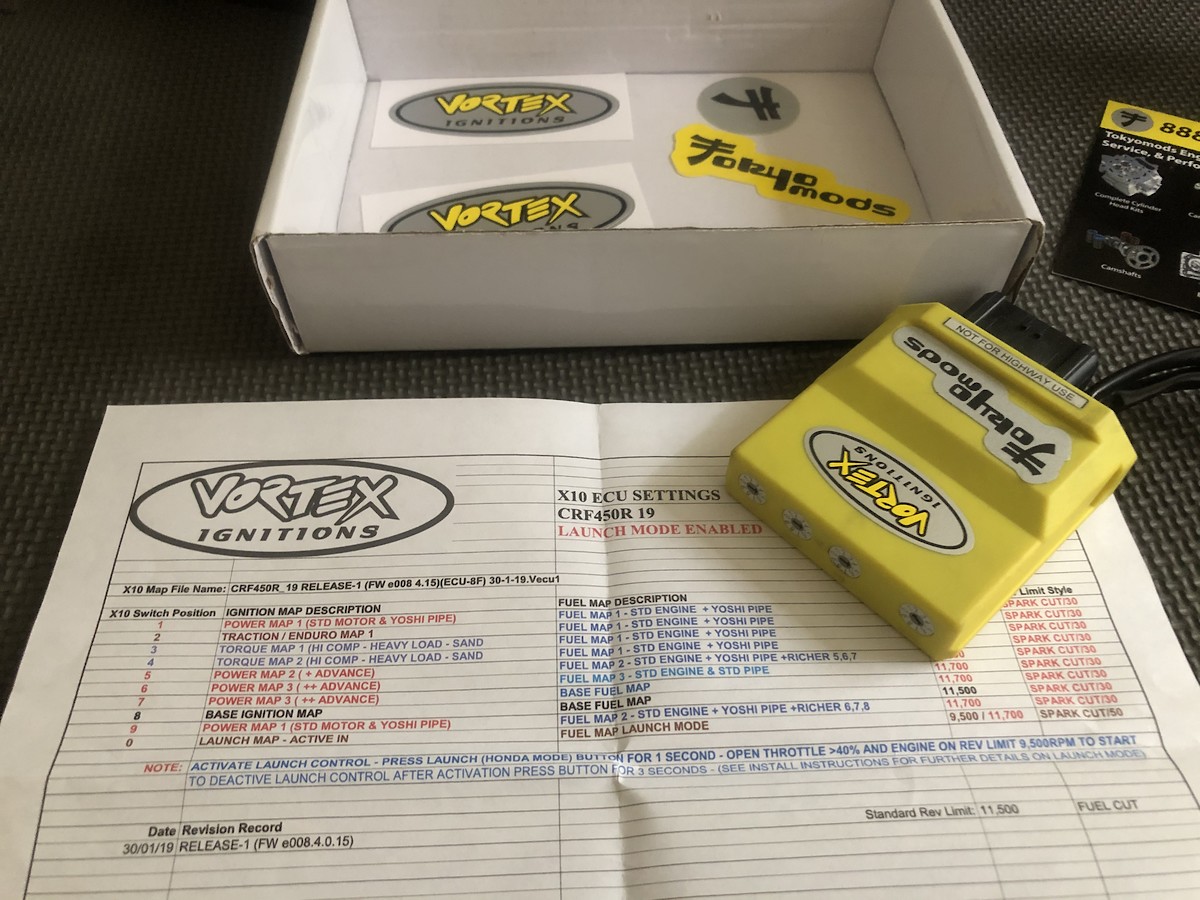 VORTEX
IGNITIONS
Tokyomods
VORTEX
888
Tokyomods
Service, & Perfo
Complete Cylinder
Head Kits
Camshafts
NOT FOR HIGHWAY USE
Tokyomods
VORTEX
IGNITIONS
VORTEX
IGNITIONS
X10 ECU SETTINGS
CRF450R 19
LAUNCH MODE ENABLED
X10 Map File Name: CRF450R_19 RELEASE-1 (FW e008 4.15)(ECU-8F) 30-1-19.Vecu1
X10 Switch Position IGNITION MAP DESCRIPTION FUEL MAP DESCRIPTION Limit Style
1 POWER MAP 1 (STD MOTOR & YOSHI PIPE) FUEL MAP 1 - STD ENGINE + YOSHI PIPE SPARK CUT/30
2 TRACTION / ENDURO MAP 1 FUEL MAP 1 - STD ENGINE + YOSHI PIPE SPARK CUT/30
3 TORQUE MAP 1 (HI COMP - HEAVY LOAD - SAND FUEL MAP 1 - STD ENGINE + YOSHI PIPE SPARK CUT/30
4 TORQUE MAP 2 (HI COMP - HEAVY LOAD - SAND FUEL MAP 1 - STD ENGINE + YOSHI PIPE SPARK CUT/30
5 POWER MAP 2 ( + ADVANCE) FUEL MAP 2 - STD ENGINE + YOSHI PIPE +RICHER 5,6,7 SPARK CUT/30
6 POWER MAP 3 ( ++ ADVANCE) FUEL MAP 3 - STD ENGINE & STD PIPE 11,700 SPARK CUT/30
7 POWER MAP 3 ( ++ ADVANCE) BASE FUEL MAP 11,700 SPARK CUT/30
8 BASE IGNITION MAP BASE FUEL MAP 11,500 SPARK CUT/30
9 POWER MAP 1 (STD MOTOR & YOSHI PIPE) FUEL MAP 2 - STD ENGINE + YOSHI PIPE +RICHER 6,7,8 11,700 SPARK CUT/30
0 LAUNCH MAP - ACTIVE IN FUEL MAP LAUNCH MODE 9,500 / 11,700 SPARK CUT/50
NOTE: ACTIVATE LAUNCH CONTROL - PRESS LAUNCH (HONDA MODE) BUTTON FOR 1 SECOND - OPEN THROTTLE >40% AND ENGINE ON REV LIMIT 9,500RPM TO START
TO DEACTIVE LAUNCH CONTROL AFTER ACTIVATION PRESS BUTTON FOR 3 SECONDS - (SEE INSTALL INSTRUCTIONS FOR FURTHER DETAILS ON LAUNCH MODE)
Standard Rev Limit: 11,500 FUEL CUT
Date Revision Record
30/01/19 RELEASE-1 (FW e008.4.0.15)